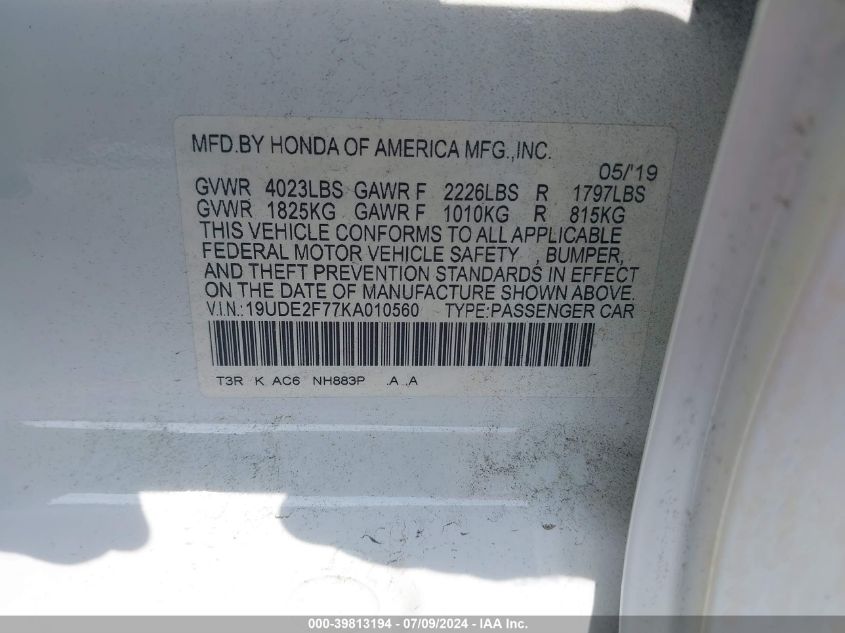 MFD.BY HONDA OF AMERICA MFG.,INC.
05/'19
GVWR 4023LBS GAWR F 2226LBS R 1797LBS
GVWR 1825KG GAWR F 1010KG R 815KG
THIS VEHICLE CONFORMS TO ALL APPLICABLE
FEDERAL MOTOR VEHICLE SAFETY , BUMPER,
AND THEFT PREVENTION STANDARDS IN EFFECT
ON THE DATE OF MANUFACTURE SHOWN ABOVE.
V.I.N.:19UDE2F77KA010560 TYPE:PASSENGER CAR
T3R K AC6 NH883P .A .,A
000-39813194 - 07/09/2024 - IAA Inc.